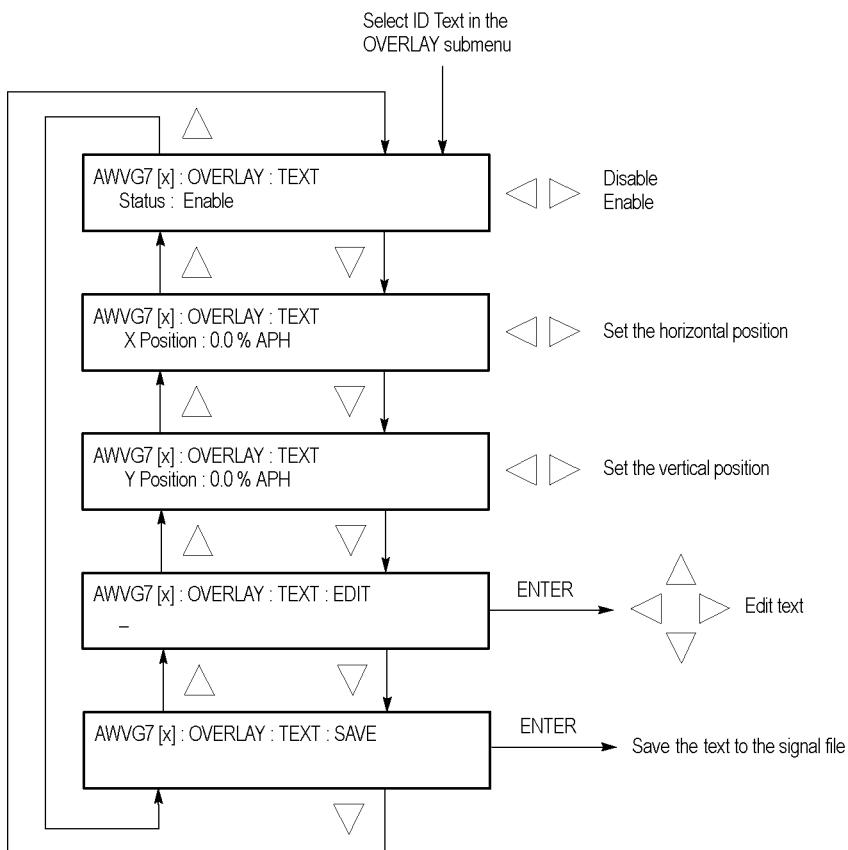 Select ID Text in the
OVERLAY submenu
AWVG7 [x] : OVERLAY : TEXT
Status : Enable
Disable
Enable
AWVG7 [x] : OVERLAY : TEXT
X Position : 0.0 % APH
Set the horizontal position
AWVG7 [x] : OVERLAY : TEXT
Y Position : 0.0 % APH
Set the vertical position
AWVG7 [x] : OVERLAY : TEXT : EDIT
_
ENTER
Edit text
AWVG7 [x] : OVERLAY : TEXT : SAVE
ENTER
Save the text to the signal file